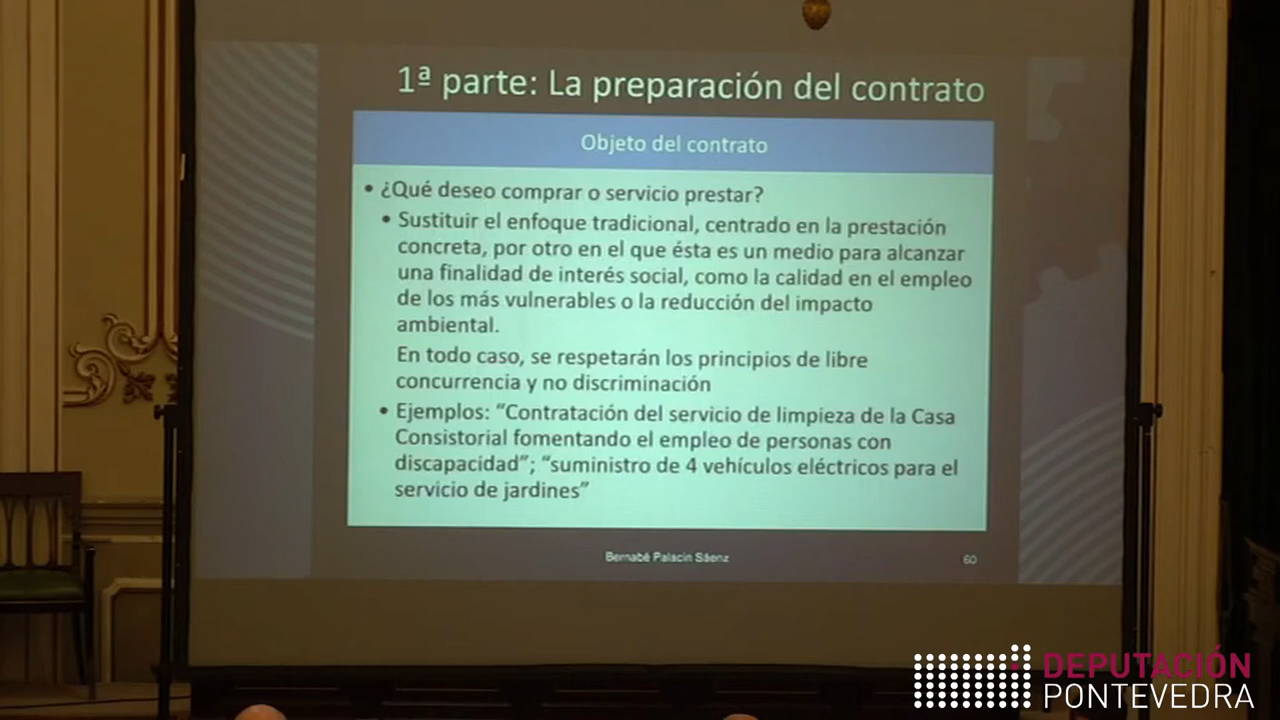 1ª parte: La preparación del contrato
Objeto del contrato
• ¿Qué deseo comprar o servicio prestar?
• Sustituir el enfoque tradicional, centrado en la prestación
concreta, por otro en el que ésta es un medio para alcanzar
una finalidad de interés social, como la calidad en el empleo
de los más vulnerables o la reducción del impacto
ambiental.
En todo caso, se respetarán los principios de libre
concurrencia y no discriminación
• Ejemplos: “Contratación del servicio de limpieza de la Casa
Consistorial fomentando el empleo de personas con
discapacidad”; “suministro de 4 vehículos eléctricos para el
servicio de jardines”
Bernabé Palacín Sáenz
60
DEPUTACIÓN
PONTEVEDRA